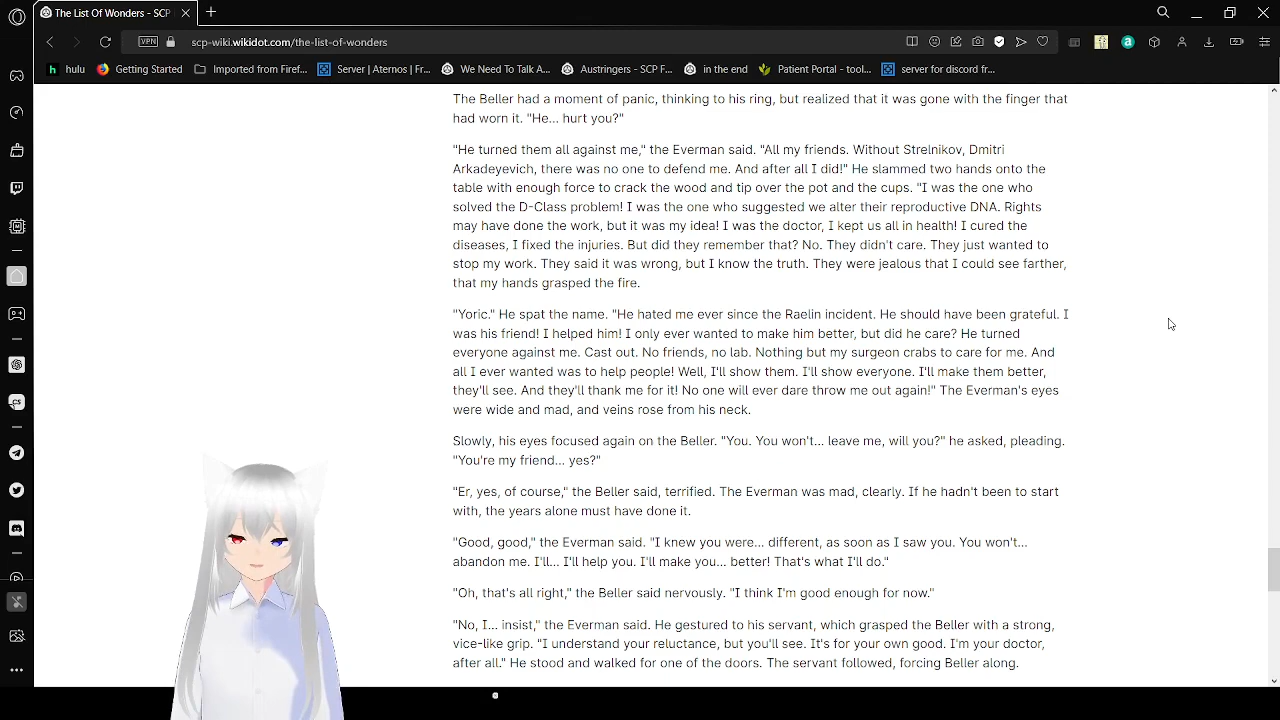 The List Of Wonders - SCP
VPN
scp-wiki.wikidot.com/the-list-of-wonders
hulu
Getting Started
Imported from Firef...
Server | Aternos | Fr...
We Need To Talk A...
Austringers - SCP F...
in the end
Patient Portal - tool...
server for discord fr...
The Beller had a moment of panic, thinking to his ring, but realized that it was gone with the finger that
had worn it. "He... hurt you?"
"He turned them all against me," the Everman said. "All my friends. Without Strelnikov, Dmitri
Arkadeyevich, there was no one to defend me. And after all I did!" He slammed two hands onto the
table with enough force to crack the wood and tip over the pot and the cups. "I was the one who
solved the D-Class problem! I was the one who suggested we alter their reproductive DNA. Rights
may have done the work, but it was my idea! I was the doctor, I kept us all in health! I cured the
diseases, I fixed the injuries. But did they remember that? No. They didn't care. They just wanted to
stop my work. They said it was wrong, but I know the truth. They were jealous that I could see farther,
that my hands grasped the fire.
"Yoric." He spat the name. "He hated me ever since the Raelin incident. He should have been grateful. I
was his friend! I helped him! I only ever wanted to make him better, but did he care? He turned
everyone against me. Cast out. No friends, no lab. Nothing but my surgeon crabs to care for me. And
all I ever wanted was to help people! Well, I'll show them. I'll show everyone. I'll make them better,
they'll see. And they'll thank me for it! No one will ever dare throw me out again!" The Everman's eyes
were wide and mad, and veins rose from his neck.
Slowly, his eyes focused again on the Beller. "You. You won't... leave me, will you?" he asked, pleading.
"You're my friend... yes?"
"Er, yes, of course," the Beller said, terrified. The Everman was mad, clearly. If he hadn't been to start
with, the years alone must have done it.
"Good, good," the Everman said. "I knew you were... different, as soon as I saw you. You won't...
abandon me. I'll... I'll help you. I'll make you... better! That's what I'll do."
"Oh, that's all right," the Beller said nervously. "I think I'm good enough for now."
"No, I... insist," the Everman said. He gestured to his servant, which grasped the Beller with a strong,
vice-like grip. "I understand your reluctance, but you'll see. It's for your own good. I'm your doctor,
after all." He stood and walked for one of the doors. The servant followed, forcing Beller along.